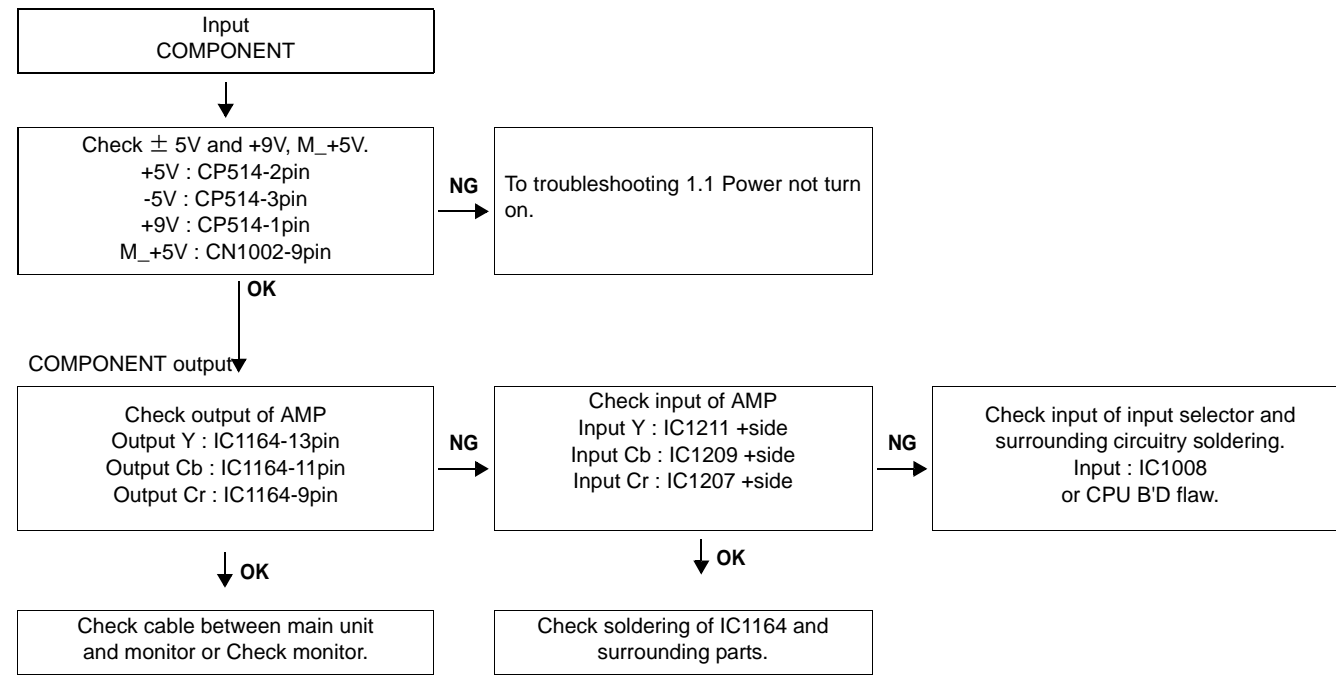 Input
COMPONENT
Check ± 5V and +9V, M_+5V.
+5V : CP514-2pin
-5V : CP514-3pin
+9V : CP514-1pin
M_+5V : CN1002-9pin
NG
To troubleshooting 1.1 Power not turn
on.
OK
COMPONENT output
Check output of AMP
Output Y : IC1164-13pin
Output Cb : IC1164-11pin
Output Cr : IC1164-9pin
NG
Check input of AMP
Input Y : IC1211 +side
Input Cb : IC1209 +side
Input Cr : IC1207 +side
NG
Check input of input selector and
surrounding circuitry soldering.
Input : IC1008
or CPU B'D flaw.
OK
OK
Check cable between main unit
and monitor or Check monitor.
Check soldering of IC1164 and
surrounding parts.